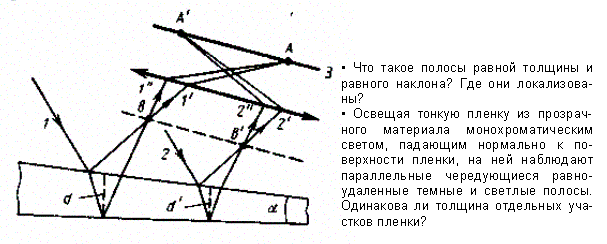 A'
A
Э
1''
1'
B
2''
2'
B'
1
2
d
d'
α
• Что такое полосы равной толщины и
равного наклона? Где они локализова-
ны?
• Освещая тонкую пленку из прозрач-
ного материала монохроматическим
светом, падающим нормально к по-
верхности пленки, на ней наблюдают
параллельные чередующиеся равно-
удаленные темные и светлые полосы.
Одинакова ли толщина отдельных уча-
стков пленки?